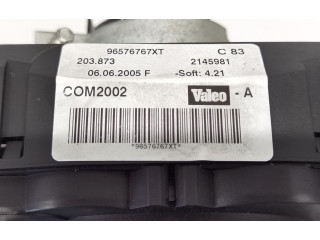 96576767XT C 83
203.873 2145981
06.06.2005 F -Soft: 4.21
COM2002 Valeo - A
*96576767XT*